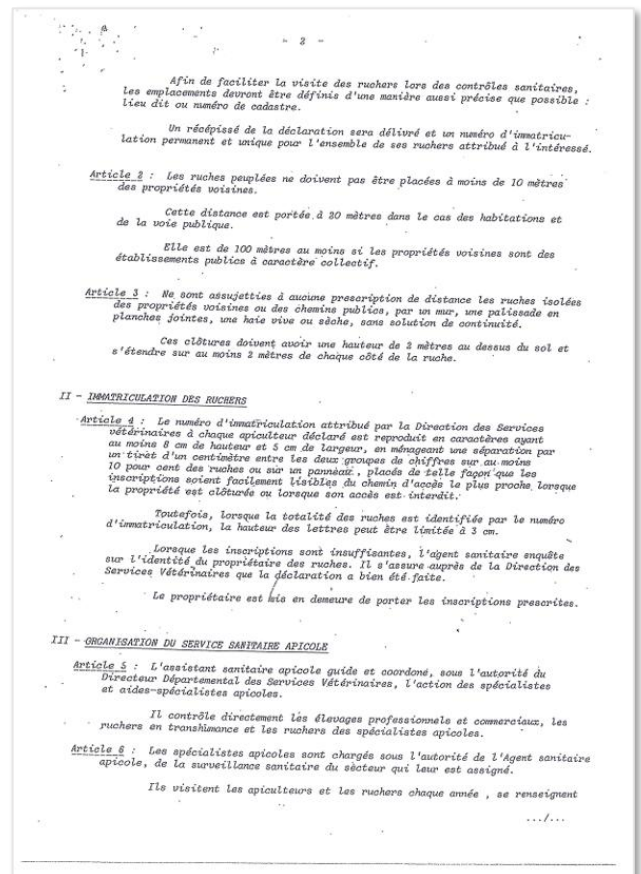 - 2 -
Afin de faciliter la visite des ruchers lors des contrôles sanitaires,
les emplacements devront être définis d'une manière aussi précise que possible :
lieu dit ou numéro de cadastre.
Un récépissé de la déclaration sera délivré et un numéro d'immatricu-
lation permanent et unique pour l'ensemble de ses ruchers attribué à l'intéressé.
Article 2 : Les ruches peuplées ne doivent pas être placées à moins de 10 mètres
des propriétés voisines.
Cette distance est portée à 20 mètres dans le cas des habitations et
de la voie publique.
Elle est de 100 mètres au moins si les propriétés voisines sont des
établissements publics à caractère collectif.
Article 3 : Ne sont assujetties à aucune prescription de distance les ruches isolées
des propriétés voisines ou des chemins publics, par un mur, une palissade en
planches jointes, une haie vive ou sèche, sans solution de continuité.
Ces clôtures doivent avoir une hauteur de 2 mètres au dessus du sol et
s'étendre sur au moins 2 mètres de chaque côté de la ruche.
II - IMMATRICULATION DES RUCHERS
Article 4 : Le numéro d'immatriculation attribué par la Direction des Services
vétérinaires à chaque apiculteur déclaré est reproduit en caractères ayant
au moins 8 cm de hauteur et 5 cm de largeur, en ménageant une séparation par
un tiret d'un centimètre entre les deux groupes de chiffres sur au moins
10 pour cent des ruches ou sur un panneau, placés de telle façon que les
inscriptions soient facilement lisibles du chemin d'accès le plus proche lorsque
la propriété est clôturée ou lorsque son accès est interdit.
Toutefois, lorsque la totalité des ruches est identifiée par le numéro
d'immatriculation, la hauteur des lettres peut être limitée à 3 cm.
Lorsque les inscriptions sont insuffisantes, l'agent sanitaire enquête
sur l'identité du propriétaire des ruches. Il s'assure auprès de la Direction des
Services Vétérinaires que la déclaration a bien été faite.
Le propriétaire est mis en demeure de porter les inscriptions prescrites.
III - ORGANISATION DU SERVICE SANITAIRE APICOLE
Article 5 : L'assistant sanitaire apicole guide et coordone, sous l'autorité du
Directeur Départemental des Services Vétérinaires, l'action des spécialistes
et aides-spécialistes apicoles.
Il contrôle directement les élevages professionnels et commerciaux, les
ruchers en transhumance et les ruchers des spécialistes apicoles.
Article 6 : Les spécialistes apicoles sont chargés sous l'autorité de l'Agent sanitaire
apicole, de la surveillance sanitaire du secteur qui leur est assigné.
Ils visitent les apiculteurs et les ruchers chaque année , se renseignent
.../...